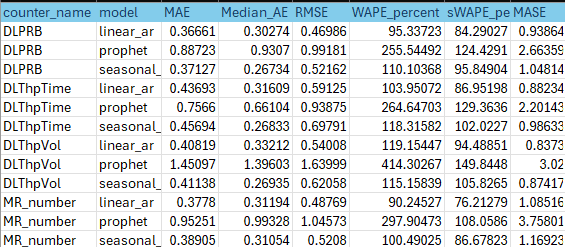 counter_name model MAE Median_AE RMSE WAPE_percent sWAPE_pe MASE
DLPRB linear_ar 0.36661 0.30274 0.46986 95.33723 84.29027 0.93864
DLPRB prophet 0.88723 0.9307 0.99181 255.54492 124.4291 2.66359
DLPRB seasonal_ 0.37127 0.26734 0.52162 110.10368 95.84904 1.04814
DLThpTime linear_ar 0.43693 0.31609 0.59125 103.95072 86.95198 0.88234
DLThpTime prophet 0.7566 0.66104 0.93875 264.64703 129.3636 2.20143
DLThpTime seasonal_ 0.45694 0.26833 0.69791 118.31582 102.0227 0.98633
DLThpVol linear_ar 0.40819 0.33212 0.54008 119.15447 94.48851 0.8373
DLThpVol prophet 1.45097 1.39603 1.63999 414.30267 149.8448 3.02
DLThpVol seasonal_ 0.41138 0.26935 0.62058 115.15839 105.8265 0.87417
MR_number linear_ar 0.3778 0.31194 0.48769 90.24527 76.21279 1.08516
MR_number prophet 0.95251 0.99328 1.04573 297.90473 108.0586 3.75801
MR_number seasonal_ 0.38905 0.31054 0.5208 100.49025 86.67823 1.16923